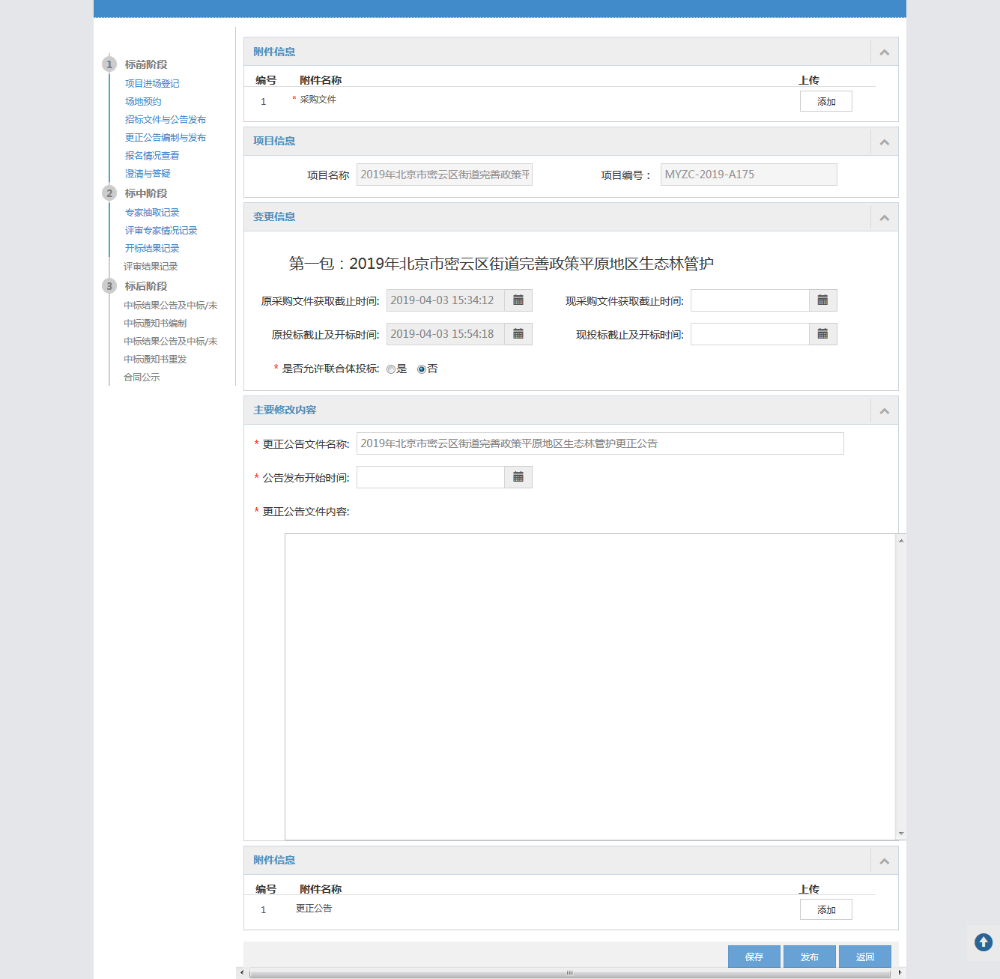 1 标前阶段
项目进场登记
场地预约
招标文件与公告发布
更正公告编制与发布
报名情况查看
澄清与答疑
2 标中阶段
专家抽取记录
评审专家情况记录
开标结果记录
评审结果记录
3 标后阶段
中标结果公告及中标/未
中标通知书编制
中标结果公告及中标/未
中标通知书重发
合同公示
附件信息
编号 附件名称 上传
1 * 采购文件 添加
项目信息
项目名称 2019年北京市密云区街道完善政策平 项目编号： MYZC-2019-A175
变更信息
第一包：2019年北京市密云区街道完善政策平原地区生态林管护
原采购文件获取截止时间: 2019-04-03 15:34:12 现采购文件获取截止时间:
原投标截止及开标时间: 2019-04-03 15:54:18 现投标截止及开标时间:
* 是否允许联合体投标: 是 否
主要修改内容
* 更正公告文件名称: 2019年北京市密云区街道完善政策平原地区生态林管护更正公告
* 公告发布开始时间:
* 更正公告文件内容:
附件信息
编号 附件名称 上传
1 更正公告 添加
保存 发布 返回